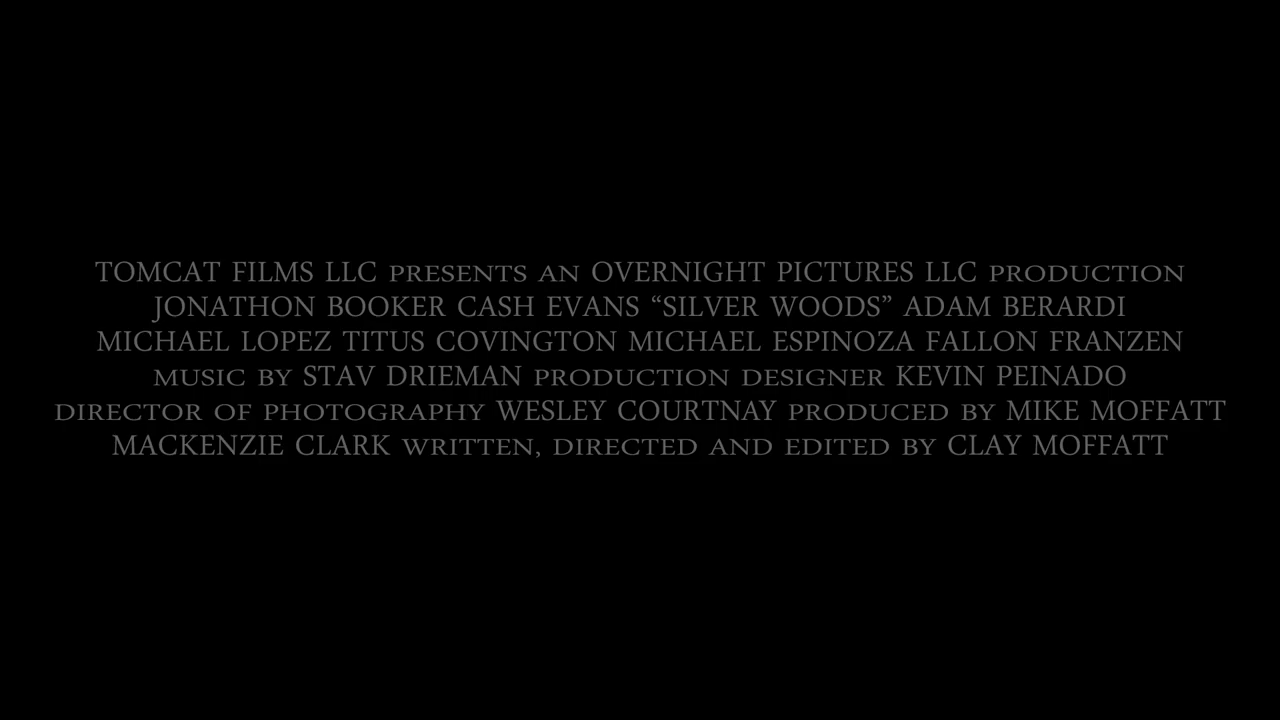 TOMCAT FILMS LLC PRESENTS AN OVERNIGHT PICTURES LLC PRODUCTION
JONATHON BOOKER CASH EVANS “SILVER WOODS” ADAM BERARDI
MICHAEL LOPEZ TITUS COVINGTON MICHAEL ESPINOZA FALLON FRANZEN
MUSIC BY STAV DRIEMAN PRODUCTION DESIGNER KEVIN PEINADO
DIRECTOR OF PHOTOGRAPHY WESLEY COURTNAY PRODUCED BY MIKE MOFFATT
MACKENZIE CLARK WRITTEN, DIRECTED AND EDITED BY CLAY MOFFATT